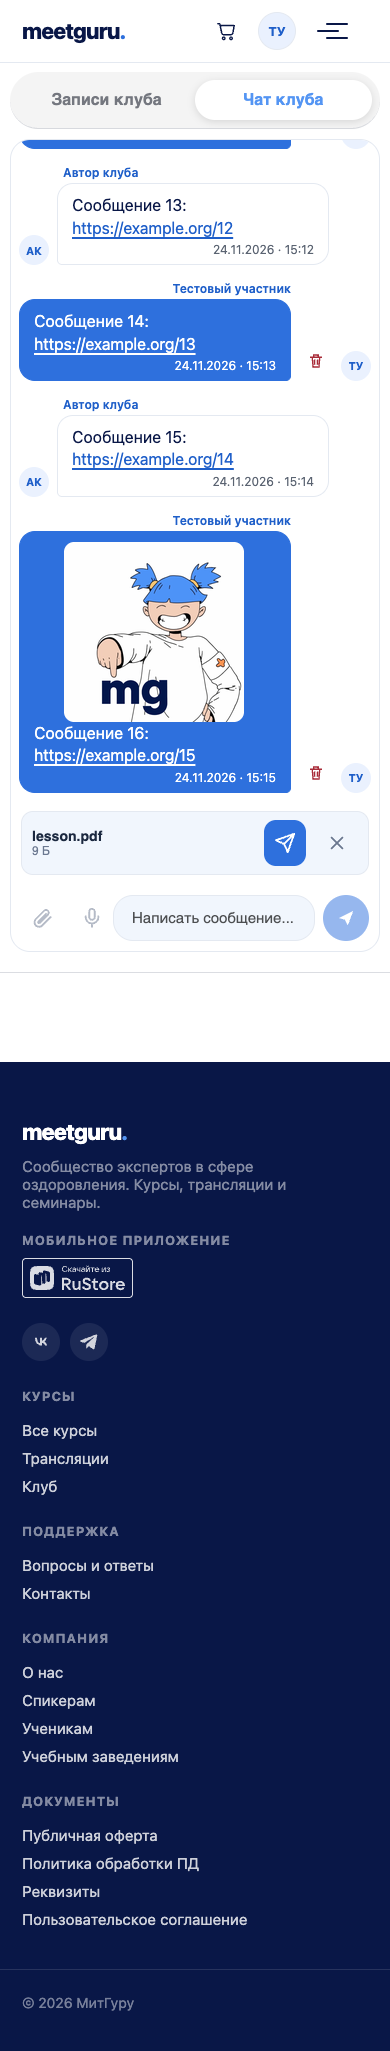 meetguru.
ТУ
Записи клуба
Чат клуба
Автор клуба
Сообщение 13:
https://example.org/12
24.11.2026 · 15:12
АК
Тестовый участник
Сообщение 14:
https://example.org/13
24.11.2026 · 15:13
ТУ
Автор клуба
Сообщение 15:
https://example.org/14
24.11.2026 · 15:14
АК
Тестовый участник
mg
Сообщение 16:
https://example.org/15
24.11.2026 · 15:15
ТУ
lesson.pdf
9 Б
Написать сообщение...
meetguru.
Сообщество экспертов в сфере
оздоровления. Курсы, трансляции и
семинары.
МОБИЛЬНОЕ ПРИЛОЖЕНИЕ
Скачайте из
RuStore
КУРСЫ
Все курсы
Трансляции
Клуб
ПОДДЕРЖКА
Вопросы и ответы
Контакты
КОМПАНИЯ
О нас
Спикерам
Ученикам
Учебным заведениям
ДОКУМЕНТЫ
Публичная оферта
Политика обработки ПД
Реквизиты
Пользовательское соглашение
© 2026 МитГуру